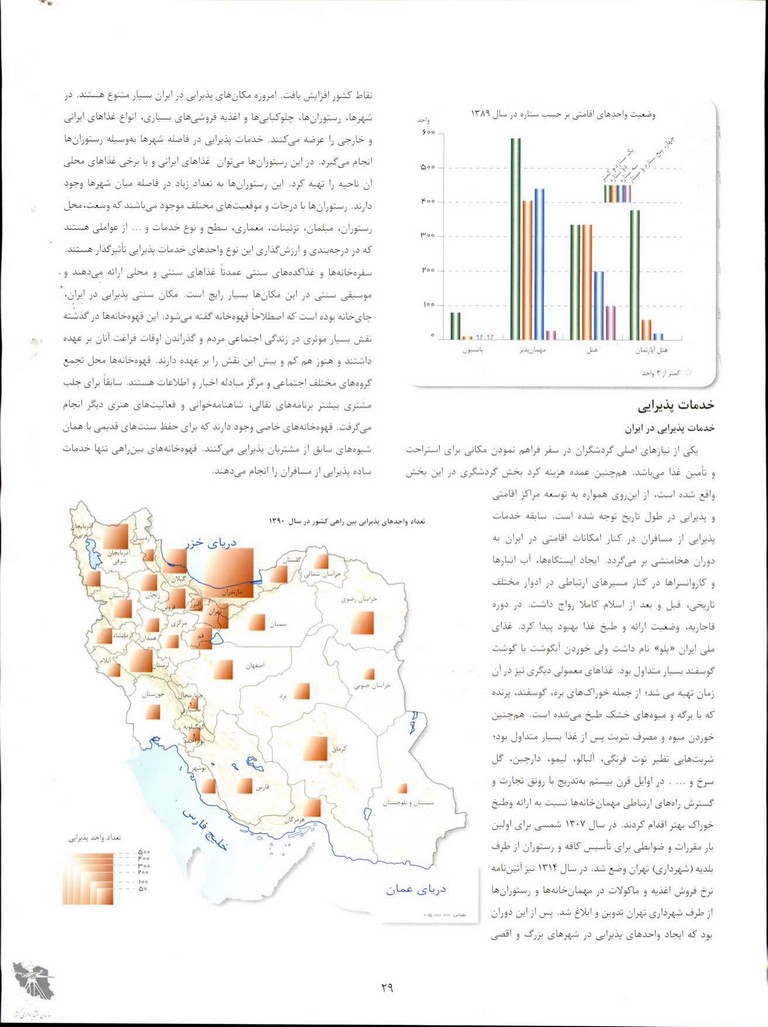 وضعیت واحدهای اقامتی بر حسب ستاره در سال ۱۳۸۹
واحد
۶۰۰
۵۰۰
۴۰۰
۳۰۰
۲۰۰
۱۰۰
۰
پانسیون
مهمان‌پذیر
هتل
هتل آپارتمان
☆ کمتر از ۳ واحد
خدمات پذیرایی
خدمات پذیرایی در ایران
یکی از نیازهای اصلی گردشگران در سفر فراهم نمودن مکانی برای استراحت
و تأمین غذا می‌باشد. هم‌چنین عمده هزینه کرد بخش گردشگری در این بخش
واقع شده است، از این‌روی همواره به توسعه مراکز اقامتی
و پذیرایی در طول تاریخ توجه شده است. سابقه خدمات
پذیرایی از مسافران در کنار امکانات اقامتی در ایران به
دوران هخامنشی بر می‌گردد. ایجاد ایستگاه‌ها، آب انبارها
و کاروانسراها در کنار مسیرهای ارتباطی در ادوار مختلف
تاریخی، قبل و بعد از اسلام کاملا رواج داشت. در دوره
قاجاریه، وضعیت ارائه و طبخ غذا بهبود پیدا کرد. غذای
ملی ایران «پلو» نام داشت ولی خوردن آبگوشت با گوشت
گوسفند بسیار متداول بود. غذاهای معمولی دیگری نیز در آن
زمان تهیه می شد؛ از جمله خوراک‌های بره، گوسفند، پرنده
که با برگه و میوه‌های خشک طبخ می‌شده است. هم‌چنین
خوردن میوه و مصرف شربت پس از غذا بسیار متداول بود؛
شربت‌هایی نظیر توت فرنگی، آلبالو، لیمو، دارچین، گل
سرخ و ... . در اوایل قرن بیستم به‌تدریج با رونق تجارت و
گسترش راه‌های ارتباطی مهمان‌خانه‌ها نسبت به ارائه وطبخ
خوراک بهتر اقدام کردند. در سال ۱۳۰۷ شمسی برای اولین
بار مقررات و ضوابطی برای تأسیس کافه و رستوران از طرف
بلدیه (شهرداری) تهران وضع شد. در سال ۱۳۱۴ نیز آئین‌نامه
نرخ فروش اغذیه و ماکولات در مهمان‌خانه‌ها و رستوران‌ها
از طرف شهرداری تهران تدوین و ابلاغ شد. پس از این دوران
بود که ایجاد واحدهای پذیرایی در شهرهای بزرگ و اقصی
نقاط کشور افزایش یافت. امروزه مکان‌های پذیرایی در ایران بسیار متنوع هستند. در
شهرها، رستوران‌ها، چلوکبابی‌ها و اغذیه فروشی‌های بسیاری، انواع غذاهای ایرانی
و خارجی را عرضه می‌کنند. خدمات پذیرایی در فاصله شهرها به‌وسیله رستوران‌ها
انجام می‌گیرد. در این رستوران‌ها می‌توان غذاهای ایرانی و یا برخی غذاهای محلی
آن ناحیه را تهیه کرد. این رستوران‌ها به تعداد زیاد در فاصله میان شهرها وجود
دارند. رستوران‌ها با درجات و موقعیت‌های مختلف موجود می‌باشند که وسعت،محل
رستوران، مبلمان، تزئینات، معماری، سطح و نوع خدمات و ... از عواملی هستند
که در درجه‌بندی و ارزش‌گذاری این نوع واحدهای خدمات پذیرایی تأثیرگذار هستند.
سفره‌خانه‌ها و غذاکده‌های سنتی عمدتاً غذاهای سنتی و محلی ارائه می‌دهند و
موسیقی سنتی در این مکان‌ها بسیار رایج است. مکان سنتی پذیرایی در ایران،
چای‌خانه بوده است که اصطلاحاً قهوه‌خانه گفته می‌شود. این قهوه‌خانه‌ها در گذشته
نقش بسیار موثری در زندگی اجتماعی مردم و گذراندن اوقات فراغت آنان بر عهده
داشتند و هنوز هم کم و بیش این نقش را بر عهده دارند. قهوه‌خانه‌ها محل تجمع
گروه‌های مختلف اجتماعی و مرکز مبادله اخبار و اطلاعات هستند. سابقاً برای جلب
مشتری بیشتر برنامه‌های نقالی، شاهنامه‌خوانی و فعالیت‌های هنری دیگر انجام
می‌گرفت. قهوه‌خانه‌های خاصی وجود دارند که برای حفظ سنت‌های قدیمی با همان
شیوه‌های سابق از مشتریان پذیرایی می‌کنند. قهوه‌خانه‌های بین‌راهی تنها خدمات
ساده پذیرایی از مسافران را انجام می‌دهند.
تعداد واحدهای پذیرایی بین راهی کشور در سال ۱۳۹۰
دریای خزر
آذربایجان غربی
آذربایجان شرقی
اردبیل
گیلان
مازندران
گلستان
خراسان شمالی
خراسان رضوی
زنجان
کردستان
قزوین
البرز
تهران
سمنان
همدان
مرکزی
قم
کرمانشاه
ایلام
لرستان
اصفهان
خراسان جنوبی
خوزستان
یزد
کرمان
بوشهر
فارس
هرمزگان
سیستان و بلوچستان
خلیج فارس
دریای عمان
تعداد واحد پذیرایی
۵۰۰
۴۰۰
۳۰۰
۲۰۰
۱۰۰
۵۰
۲۹